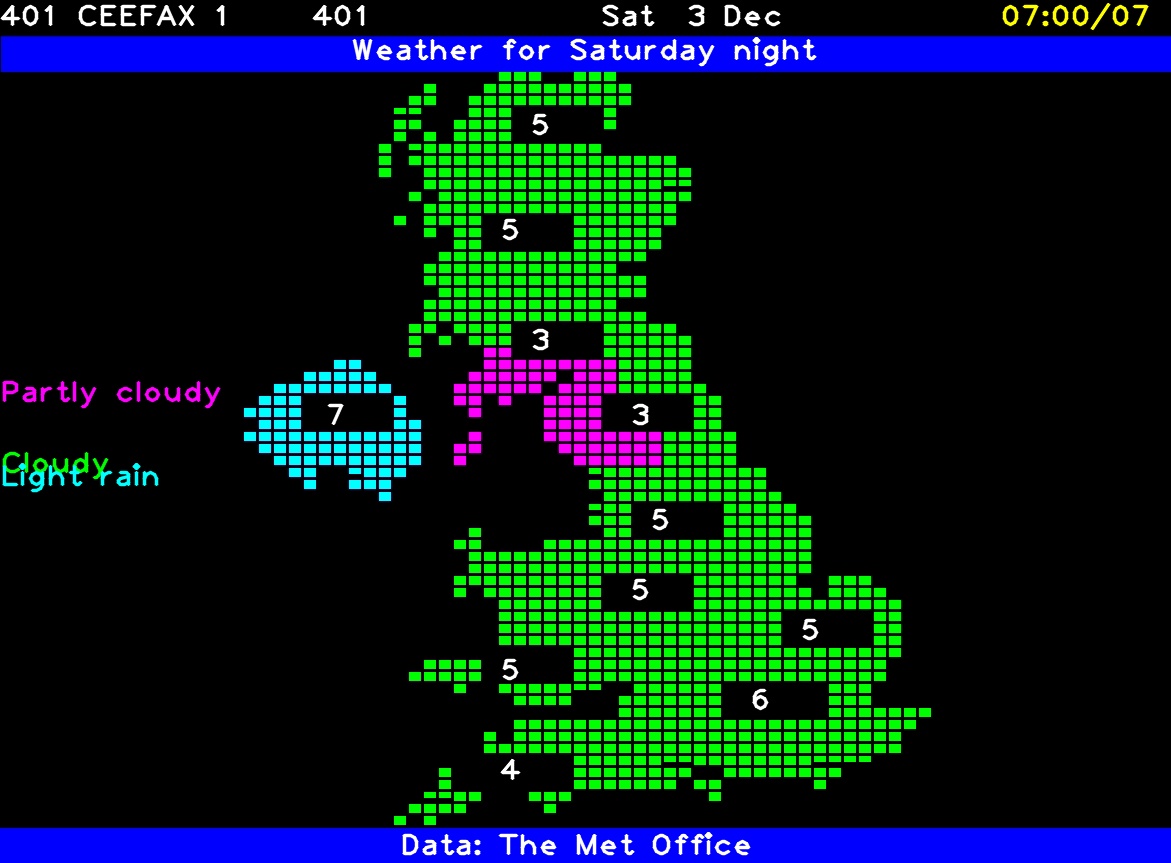 401 CEEFAX 1 401 Sat 3 Dec 07:00/07
Weather for Saturday night
5
5
3
Partly cloudy
7
3
Cloudy
Light rain
5
5
5
5
6
4
Data: The Met Office